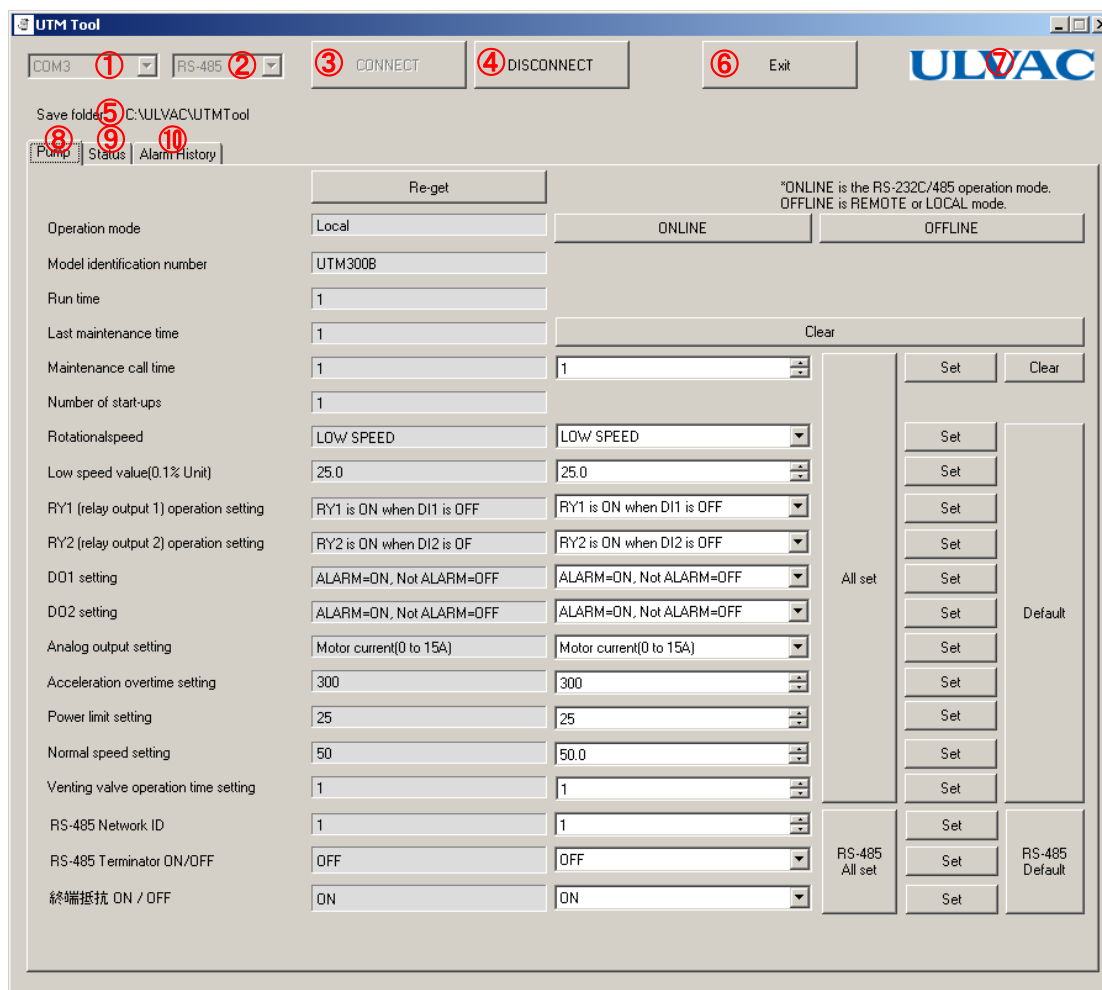 UTM Tool
COM3 ① RS-485 ② ③ CONNECT ④ DISCONNECT ⑥ Exit ULVAC ⑦
Save folder ⑤ C:\ULVAC\UTMTool
⑧ ⑨ ⑩
Pump Status Alarm History
Re-get
*ONLINE is the RS-232C/485 operation mode.
OFFLINE is REMOTE or LOCAL mode.
Operation mode Local ONLINE OFFLINE
Model identification number UTM300B
Run time 1
Last maintenance time 1 Clear
Maintenance call time 1 1 Set Clear
Number of start-ups 1
Rotationalspeed LOW SPEED LOW SPEED Set
Low speed value(0.1% Unit) 25.0 25.0 Set
RY1 (relay output 1) operation setting RY1 is ON when DI1 is OFF RY1 is ON when DI1 is OFF Set
RY2 (relay output 2) operation setting RY2 is ON when DI2 is OF RY2 is ON when DI2 is OFF Set
DO1 setting ALARM=ON, Not ALARM=OFF ALARM=ON, Not ALARM=OFF All set Set
DO2 setting ALARM=ON, Not ALARM=OFF ALARM=ON, Not ALARM=OFF Set Default
Analog output setting Motor current(0 to 15A) Motor current(0 to 15A) Set
Acceleration overtime setting 300 300 Set
Power limit setting 25 25 Set
Normal speed setting 50 50.0 Set
Venting valve operation time setting 1 1 Set
RS-485 Network ID 1 1 Set
RS-485 Terminator ON/OFF OFF OFF RS-485 All set Set RS-485 Default
終端抵抗 ON / OFF ON ON Set